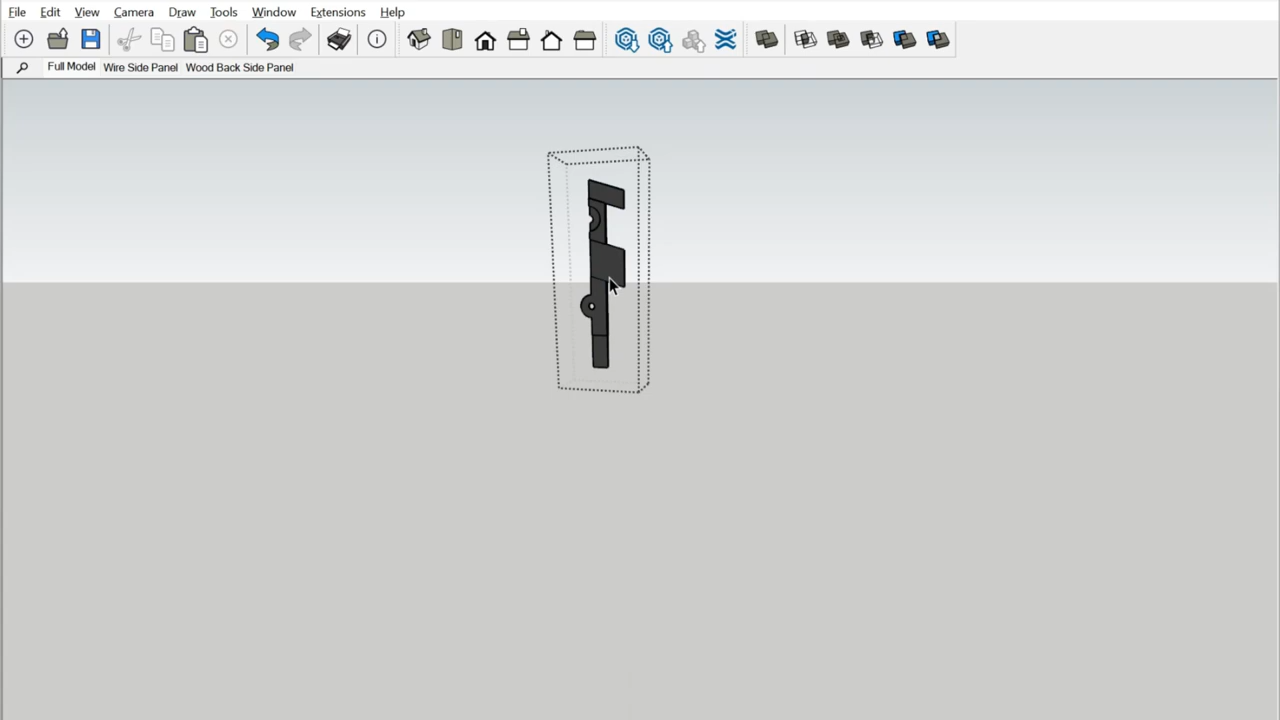 File Edit View Camera Draw Tools Window Extensions Help
Full Model Wire Side Panel Wood Back Side Panel